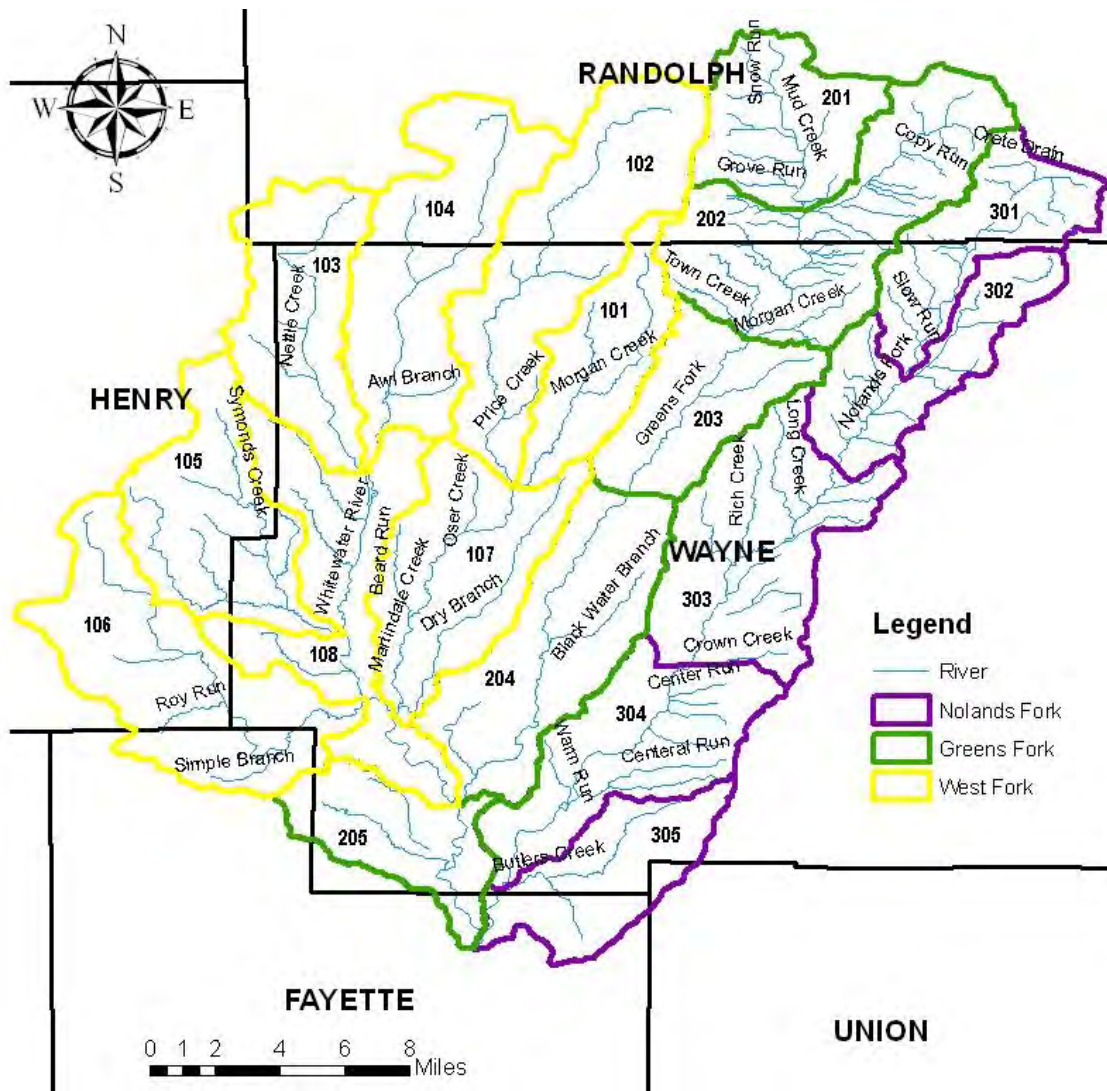 N
W
E
S
RANDOLPH
Snow Run
Mud Creek
201
Copy Run
Crete Drain
102
Grove Run
104
202
301
103
Town Creek
Slow Run
302
Nettle Creek
101
Morgan Creek
Awl Branch
Price Creek
Morgan Creek
Nolands Fork
HENRY
Symonds Creek
Greens Fork
203
Long Creek
105
Rich Creek
Whitewater River
Beard Run
Oser Creek
107
WAYNE
Martindale Creek
Dry Branch
Black Water Branch
303
106
108
Crown Creek
Roy Run
204
Center Run
304
Warm Run
Centeral Run
Simple Branch
205
305
Butlers Creek
Legend
River
Nolands Fork
Greens Fork
West Fork
FAYETTE
UNION
0 1 2 4 6 8
Miles